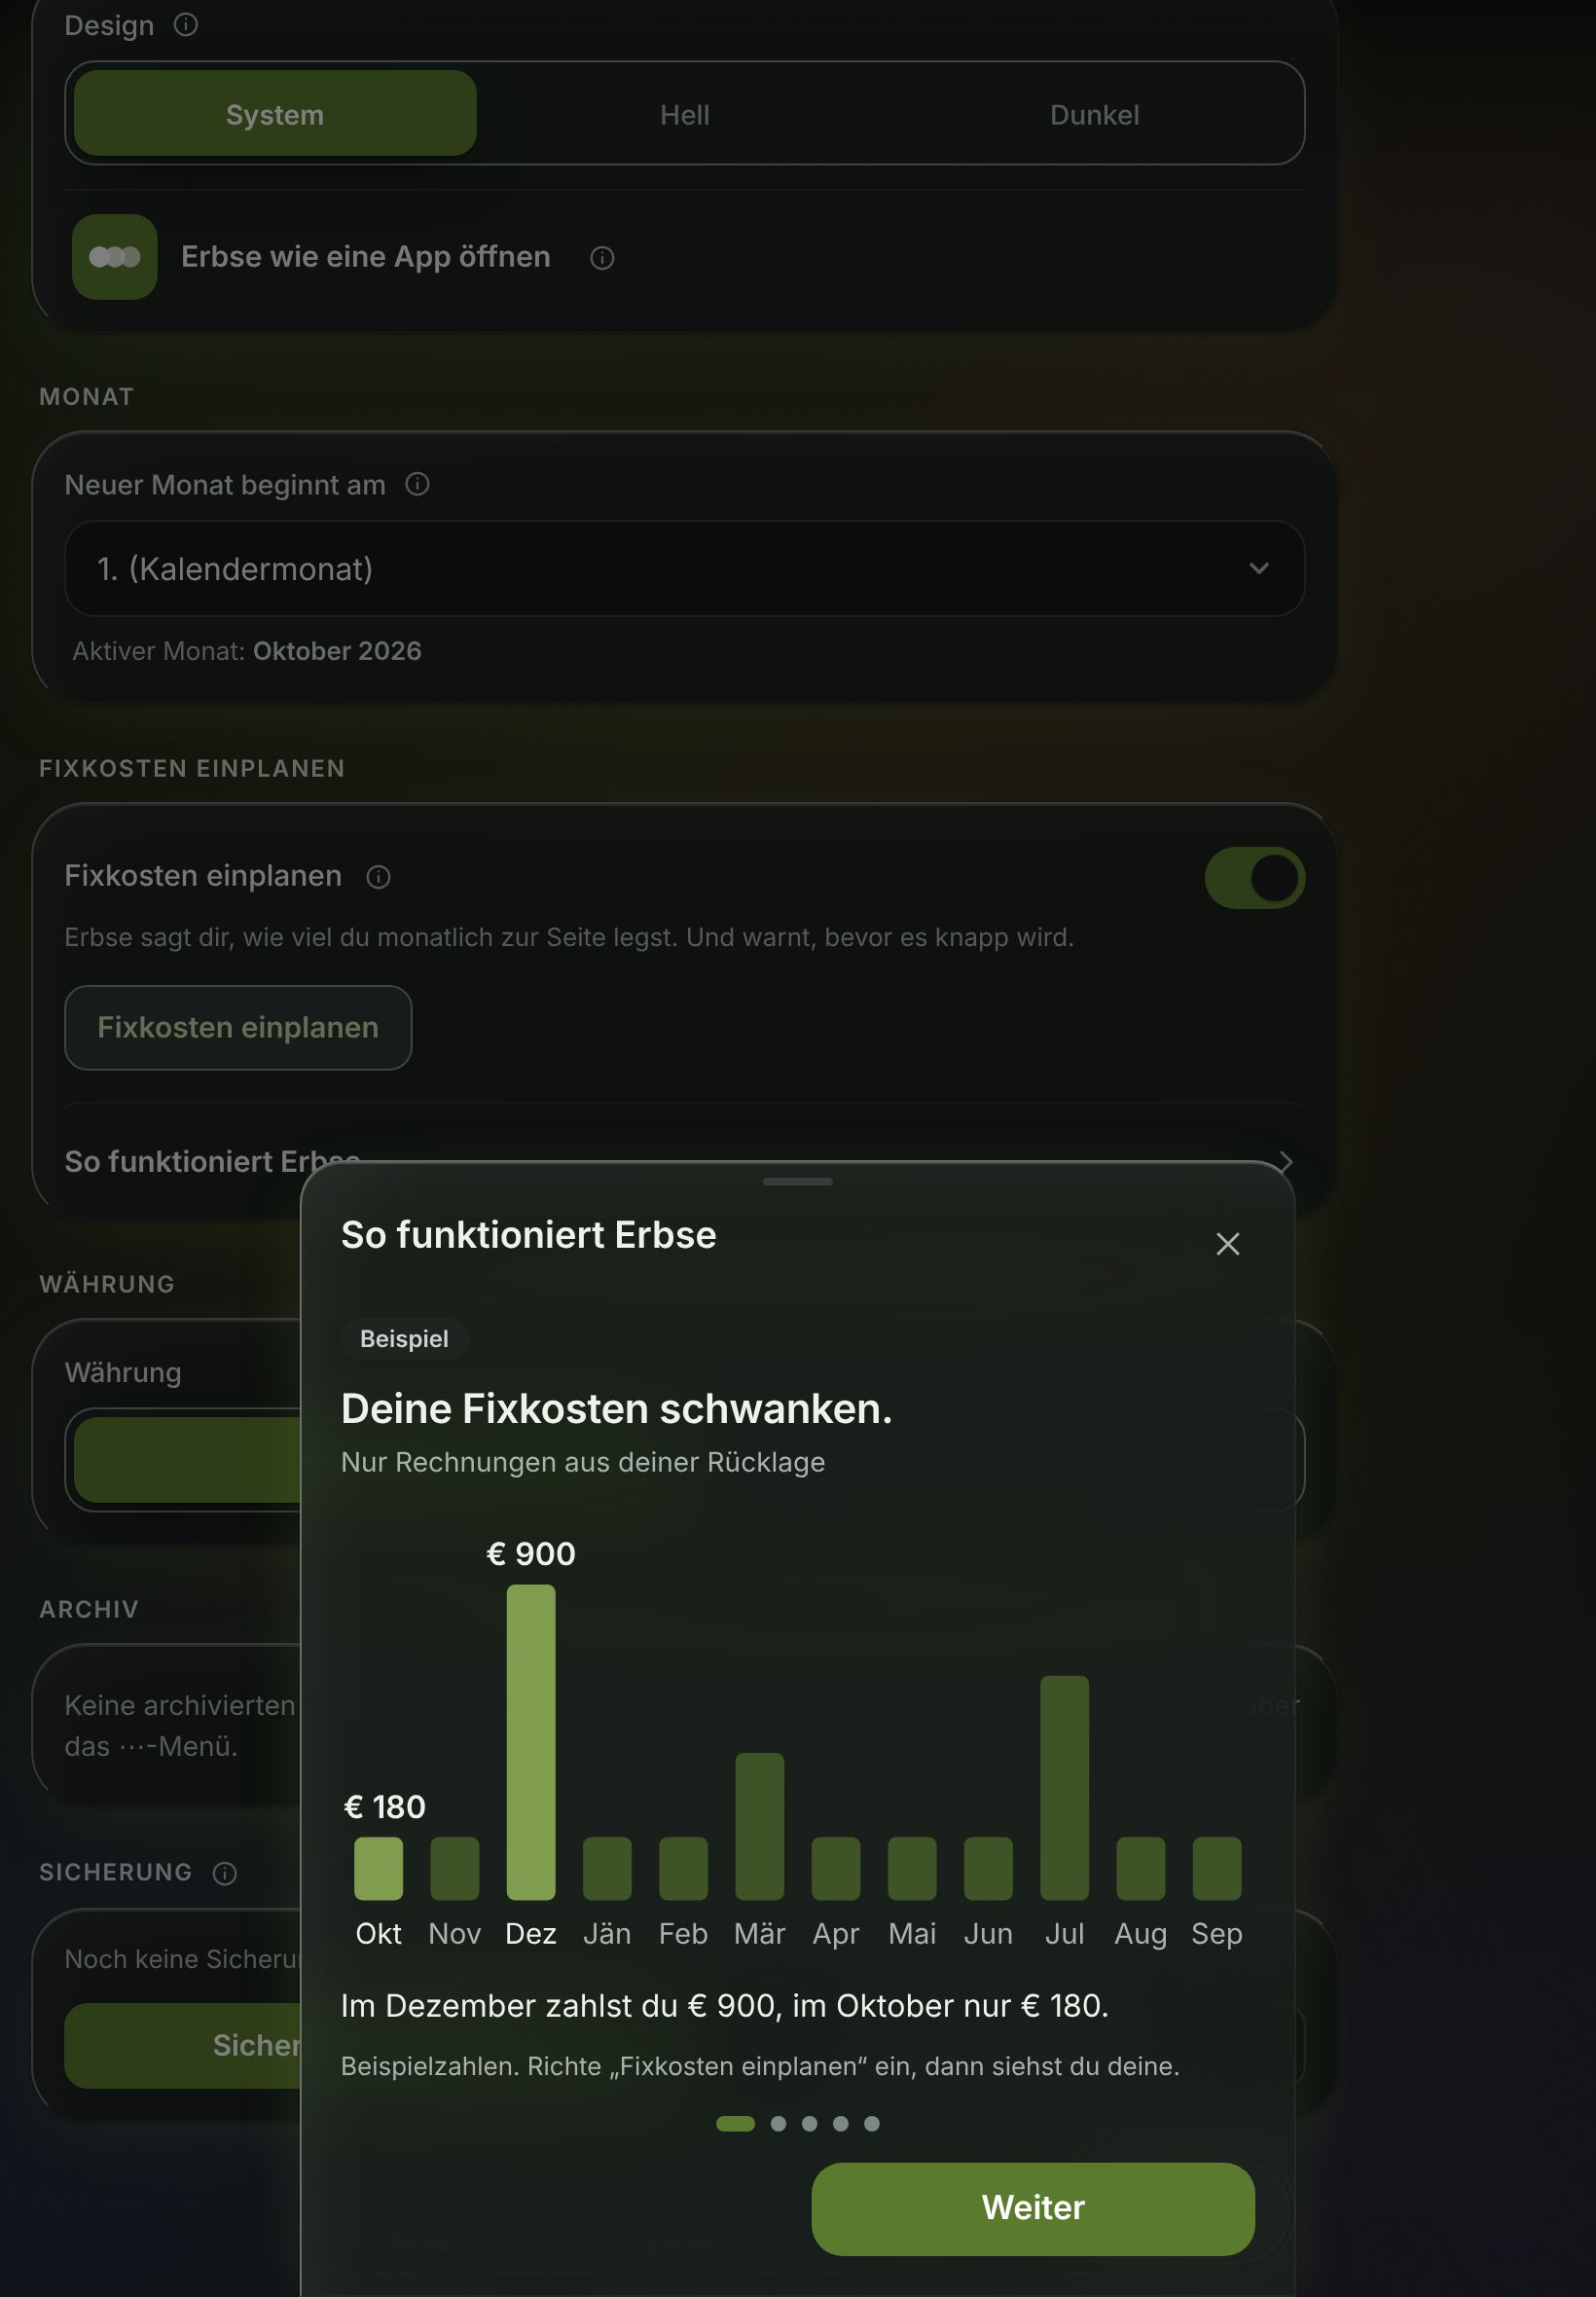 Design
System
Hell
Dunkel
Erbse wie eine App öffnen
MONAT
Neuer Monat beginnt am
1. (Kalendermonat)
Aktiver Monat: Oktober 2026
FIXKOSTEN EINPLANEN
Fixkosten einplanen
Erbse sagt dir, wie viel du monatlich zur Seite legst. Und warnt, bevor es knapp wird.
Fixkosten einplanen
So funktioniert Erbse
WÄHRUNG
Währung
ARCHIV
Keine archivierten
das ···-Menü.
SICHERUNG
Noch keine
So funktioniert Erbse
Beispiel
Deine Fixkosten schwanken.
Nur Rechnungen aus deiner Rücklage
€ 900
€ 180
Okt Nov Dez Jän Feb Mär Apr Mai Jun Jul Aug Sep
Im Dezember zahlst du € 900, im Oktober nur € 180.
Beispielzahlen. Richte „Fixkosten einplanen“ ein, dann siehst du deine.
Weiter